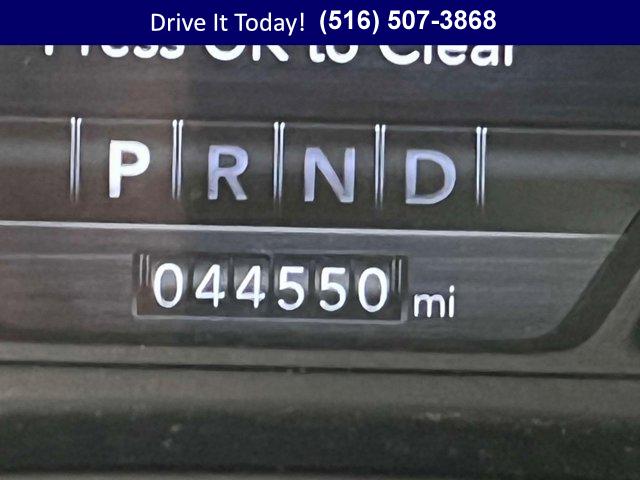 Drive It Today! (516) 507-3868
Press OK to Clear
P R N D
044550 mi